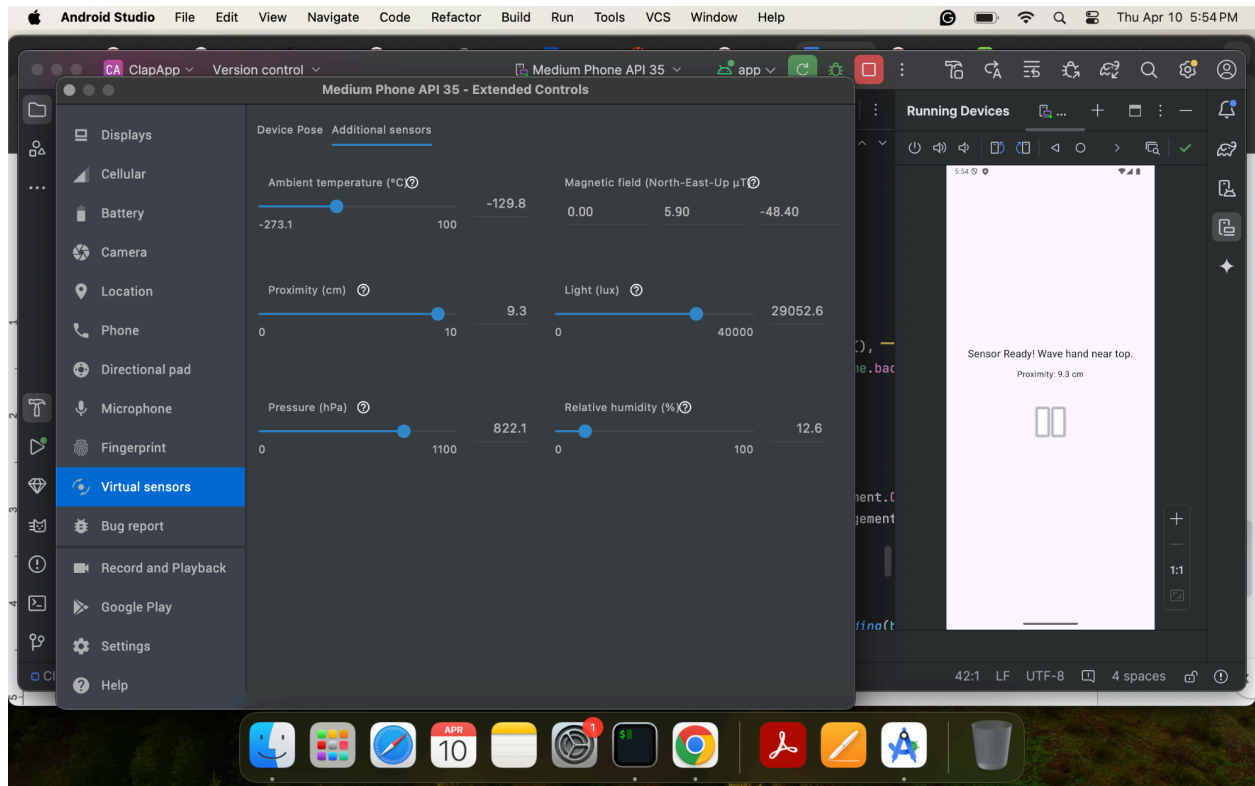 Android Studio File Edit View Navigate Code Refactor Build Run Tools VCS Window Help Thu Apr 10 5:54 PM
CA ClapApp Version control Medium Phone API 35 app
Medium Phone API 35 - Extended Controls
Displays
Cellular
Battery
Camera
Location
Phone
Directional pad
Microphone
Fingerprint
Virtual sensors
Bug report
Record and Playback
Google Play
Settings
Help
Device Pose Additional sensors
Ambient temperature (°C)
-129.8
-273.1 100
Magnetic field (North-East-Up µT)
0.00 5.90 -48.40
Proximity (cm)
9.3
0 10
Light (lux)
29052.6
0 40000
Pressure (hPa)
822.1
0 1100
Relative humidity (%)
12.6
0 100
Running Devices
5:54
Sensor Ready! Wave hand near top.
Proximity: 9.3 cm
1:1
42:1 LF UTF-8 4 spaces
APR
10
1